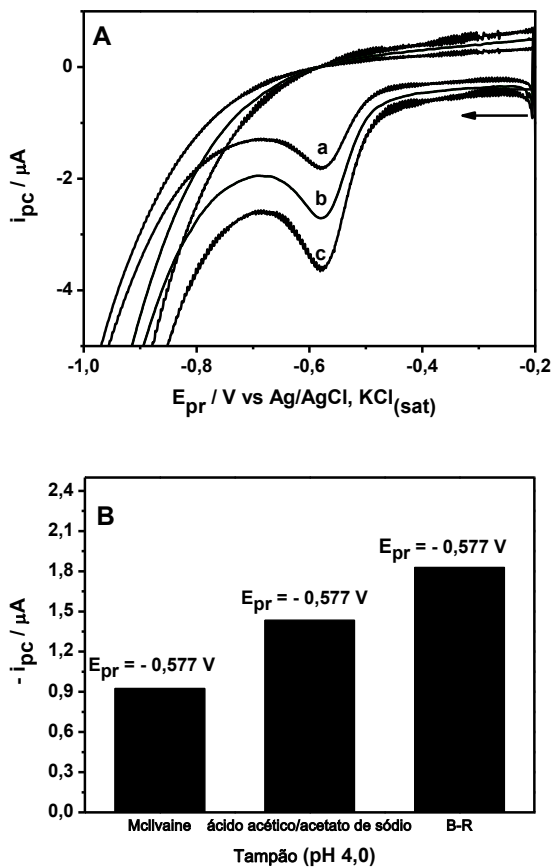 A
0
-2
-4
i_pc / µA
a
b
c
-1,0 -0,8 -0,6 -0,4 -0,2
E_pr / V vs Ag/AgCl, KCl_(sat)
B
2,4
2,1
1,8
1,5
1,2
0,9
0,6
0,3
0,0
- i_pc / µA
E_pr = - 0,577 V
E_pr = - 0,577 V
E_pr = - 0,577 V
McIlvaine ácido acético/acetato de sódio B-R
Tampão (pH 4,0)